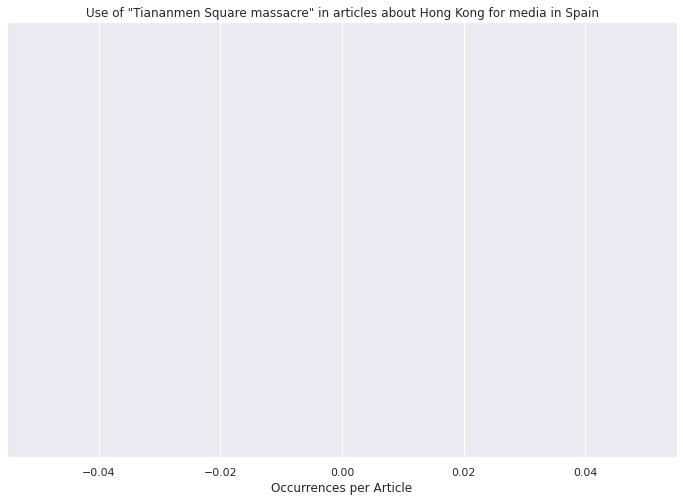 Use of "Tiananmen Square massacre" in articles about Hong Kong for media in Spain
−0.04 −0.02 0.00 0.02 0.04
Occurrences per Article